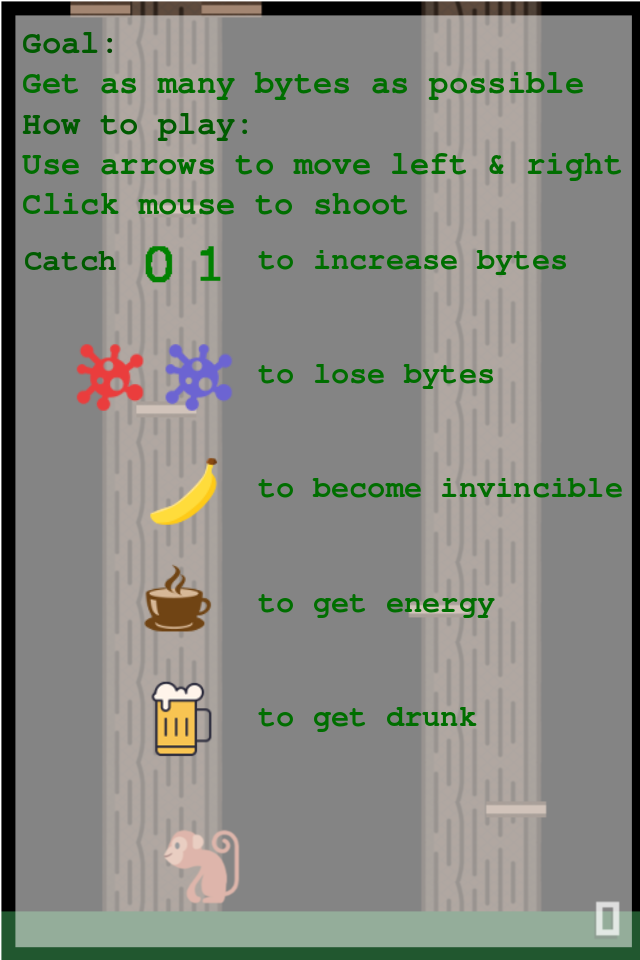 Goal:
Get as many bytes as possible
How to play:
Use arrows to move left & right
Click mouse to shoot
Catch 0 1 to increase bytes
to lose bytes
to become invincible
to get energy
to get drunk